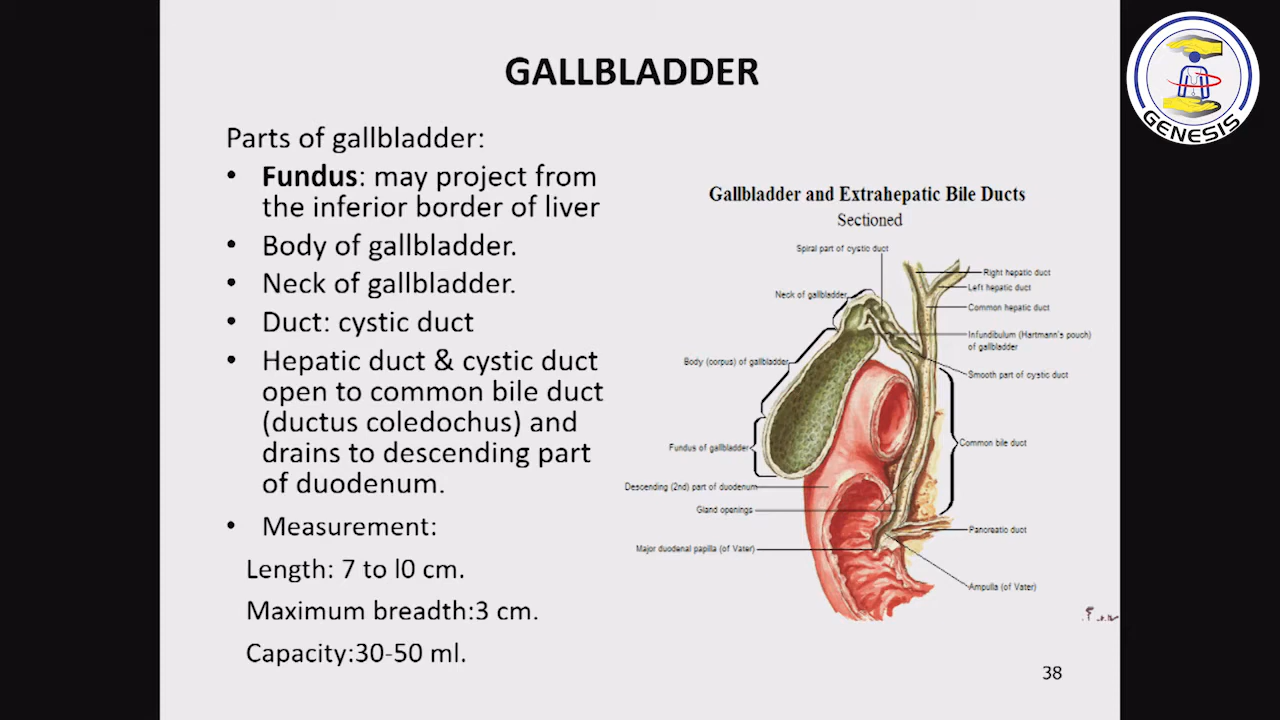 GALLBLADDER
Parts of gallbladder:
• Fundus: may project from
the inferior border of liver
• Body of gallbladder.
• Neck of gallbladder.
• Duct: cystic duct
• Hepatic duct & cystic duct
open to common bile duct
(ductus coledochus) and
drains to descending part
of duodenum.
• Measurement:
Length: 7 to l0 cm.
Maximum breadth:3 cm.
Capacity:30-50 ml.
Gallbladder and Extrahepatic Bile Ducts
Sectioned
Spiral part of cystic duct
Neck of gallbladder
Body (corpus) of gallbladder
Fundus of gallbladder
Descending (2nd) part of duodenum
Gland openings
Major duodenal papilla (of Vater)
Right hepatic duct
Left hepatic duct
Common hepatic duct
Infundibulum (Hartmann's pouch)
of gallbladder
Smooth part of cystic duct
Common bile duct
Pancreatic duct
Ampulla (of Vater)
38
GENESIS